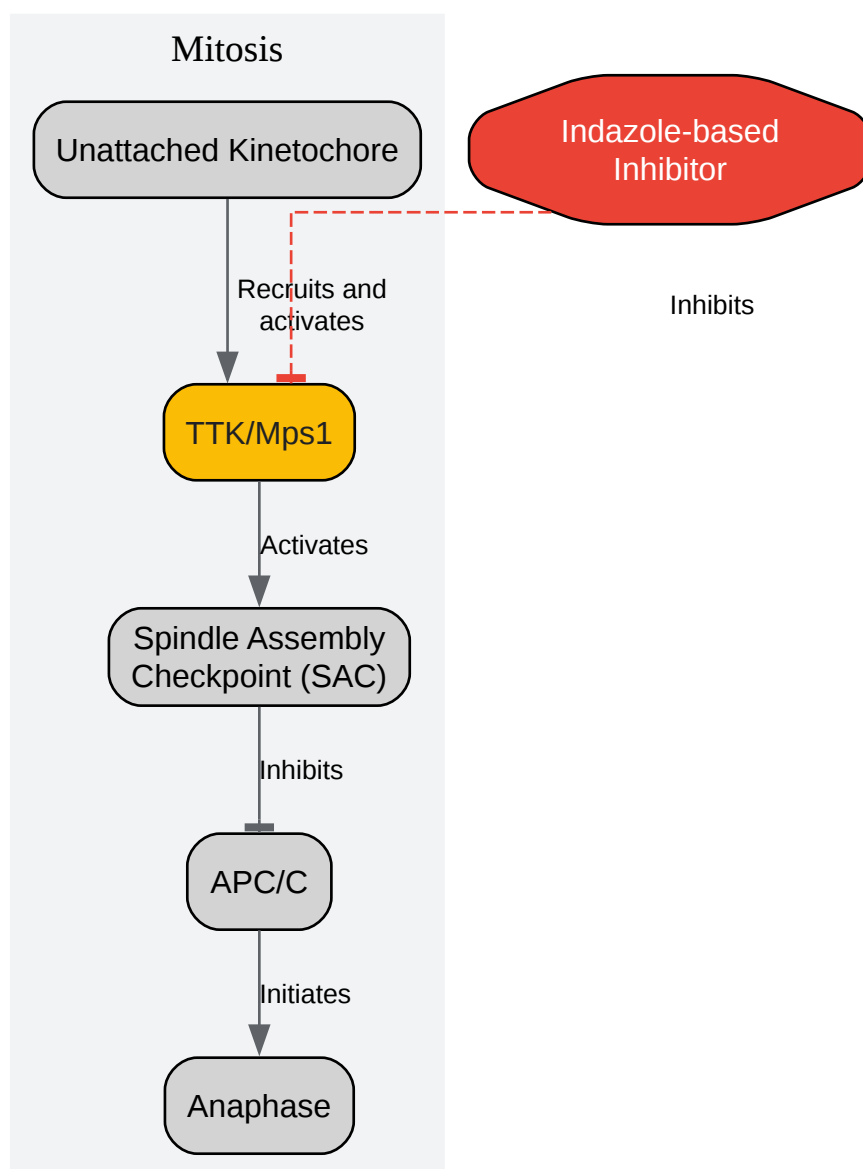 Mitosis
Unattached Kinetochore
Indazole-based
Inhibitor
Recruits and
activates
Inhibits
TTK/Mps1
Activates
Spindle Assembly
Checkpoint (SAC)
Inhibits
APC/C
Initiates
Anaphase